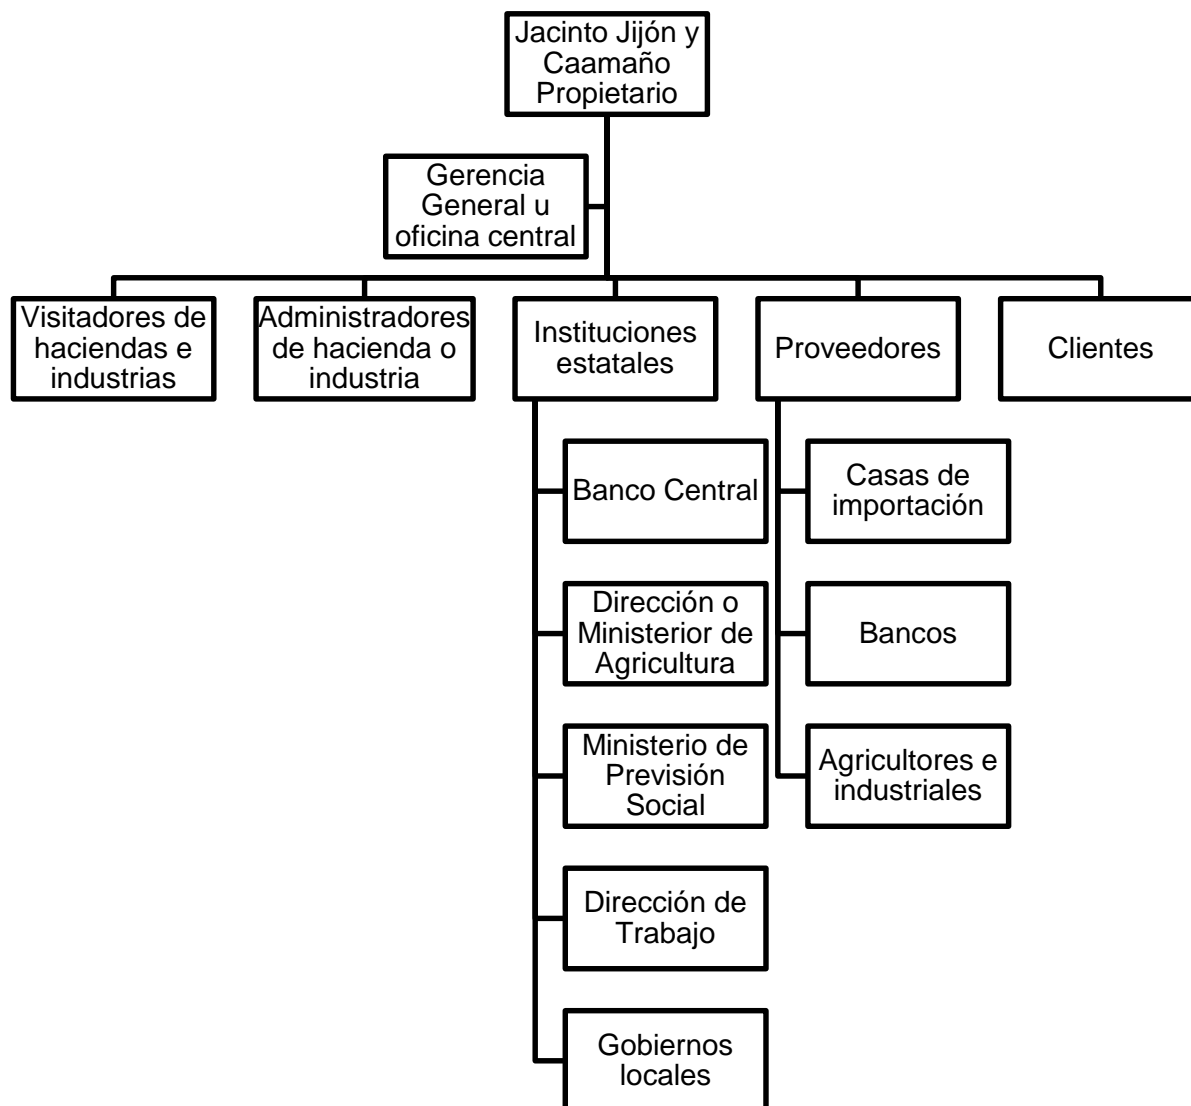 Jacinto Jijón y
Caamaño
Propietario
Gerencia
General u
oficina central
Visitadores de
haciendas e
industrias
Administradores
de hacienda o
industria
Instituciones
estatales
Proveedores
Clientes
Banco Central
Dirección o
Ministerior de
Agricultura
Ministerio de
Previsión
Social
Dirección de
Trabajo
Gobiernos
locales
Casas de
importación
Bancos
Agricultores e
industriales